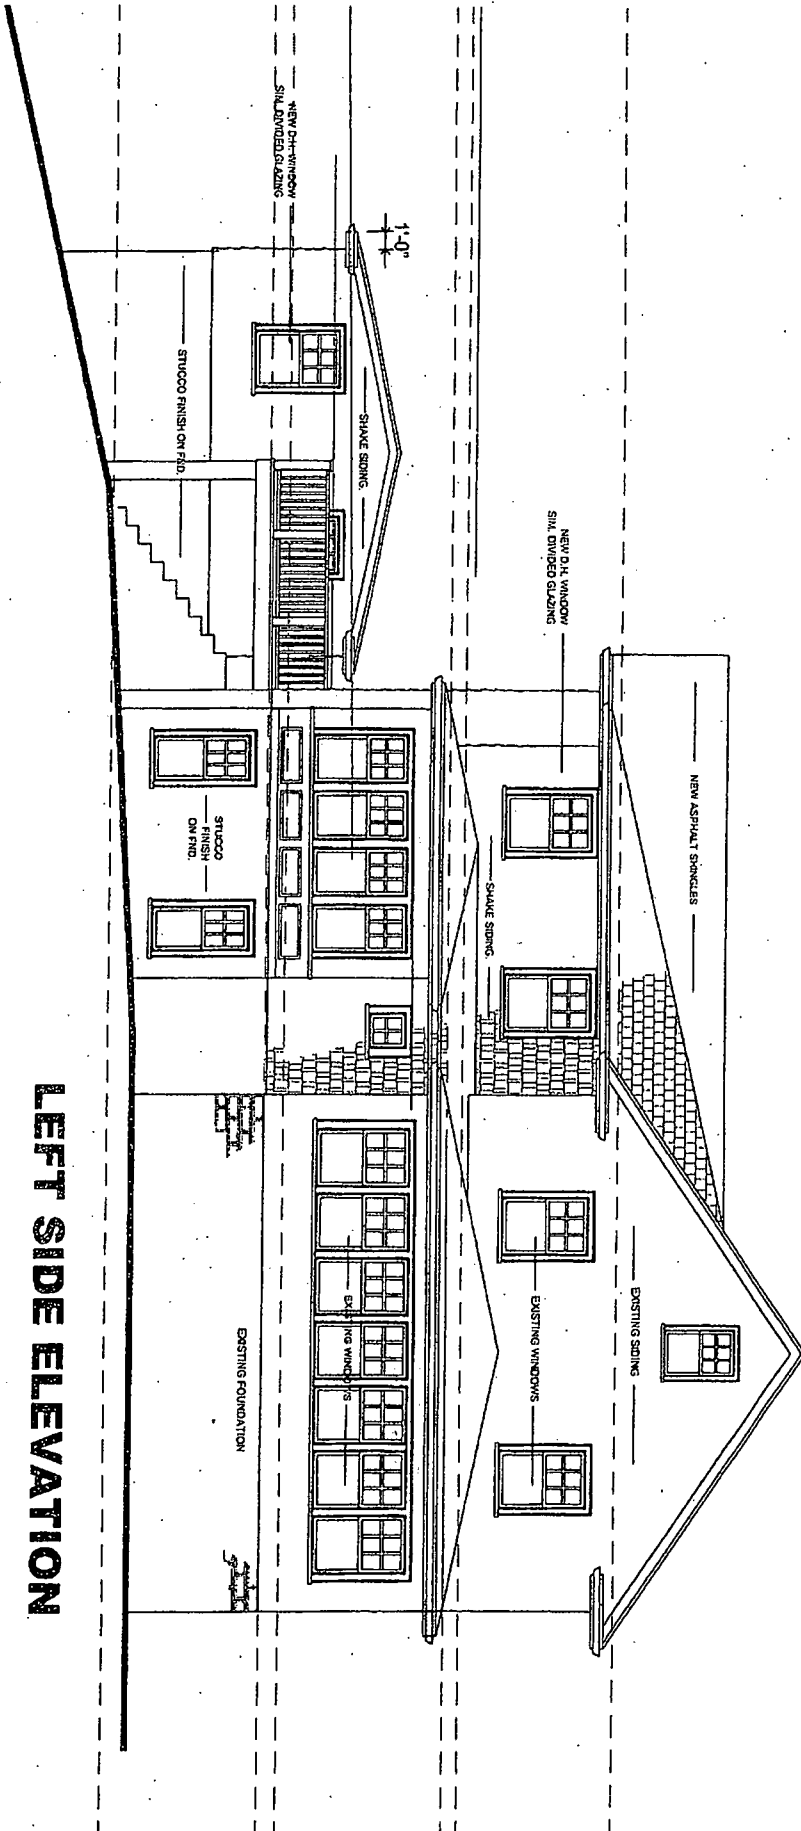 NEW D.H. WINDOW
SIM. DIVIDED GLAZING
1'-0"
STUCCO FINISH ON FND.
SHAKE SIDING.
NEW D.H. WINDOW
SIM. DIVIDED GLAZING
NEW ASPHALT SHINGLES
SHAKE SIDING.
STUCCO
FINISH
ON FND.
EXISTING SIDING
EXISTING WINDOWS
EXISTING WINDOWS
EXISTING FOUNDATION
LEFT SIDE ELEVATION